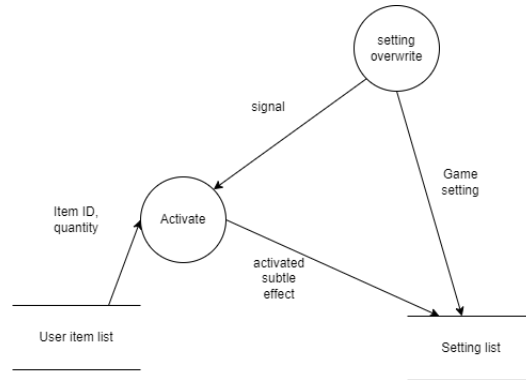 setting
overwrite
signal
Game
setting
Item ID,
quantity
Activate
activated
subtle
effect
User item list
Setting list